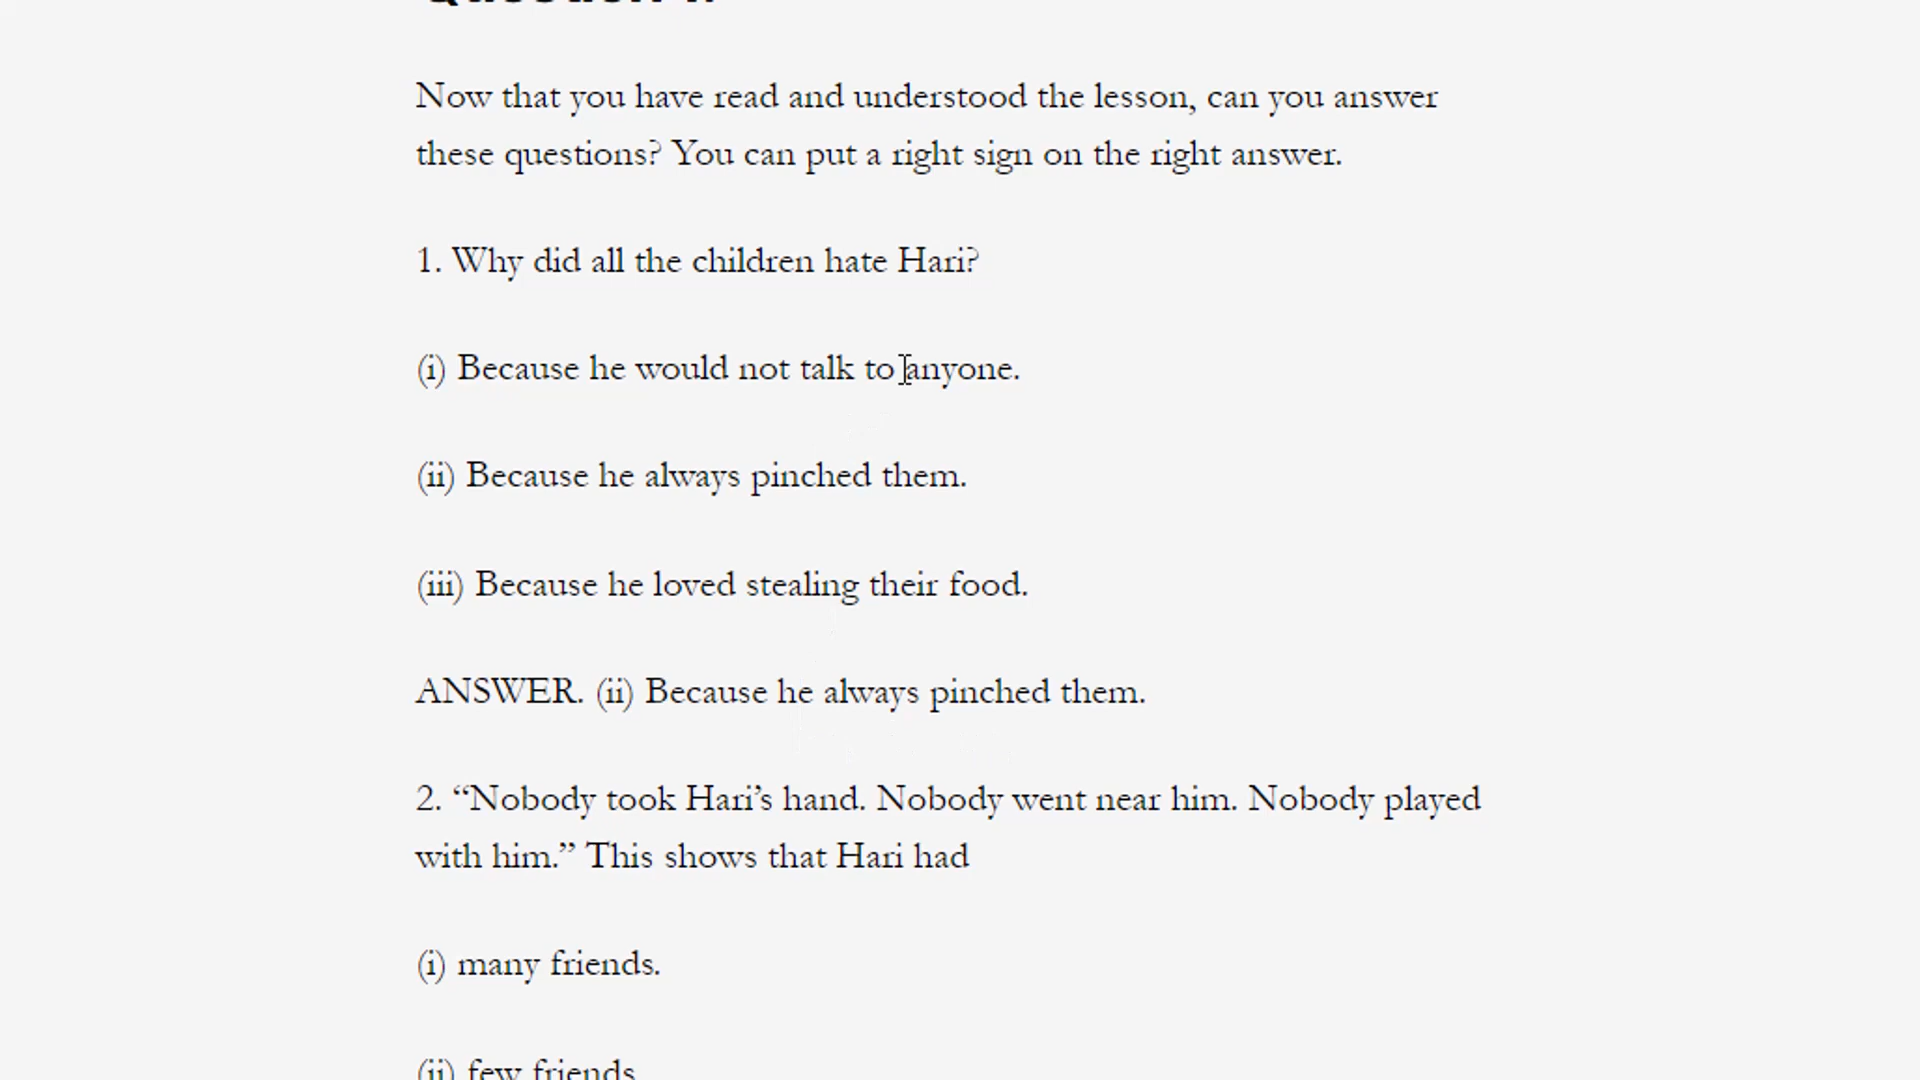 Now that you have read and understood the lesson, can you answer
these questions? You can put a right sign on the right answer.
1. Why did all the children hate Hari?
(i) Because he would not talk to anyone.
(ii) Because he always pinched them.
(iii) Because he loved stealing their food.
ANSWER. (ii) Because he always pinched them.
2. “Nobody took Hari’s hand. Nobody went near him. Nobody played
with him.” This shows that Hari had
(i) many friends.
(ii) few friends.